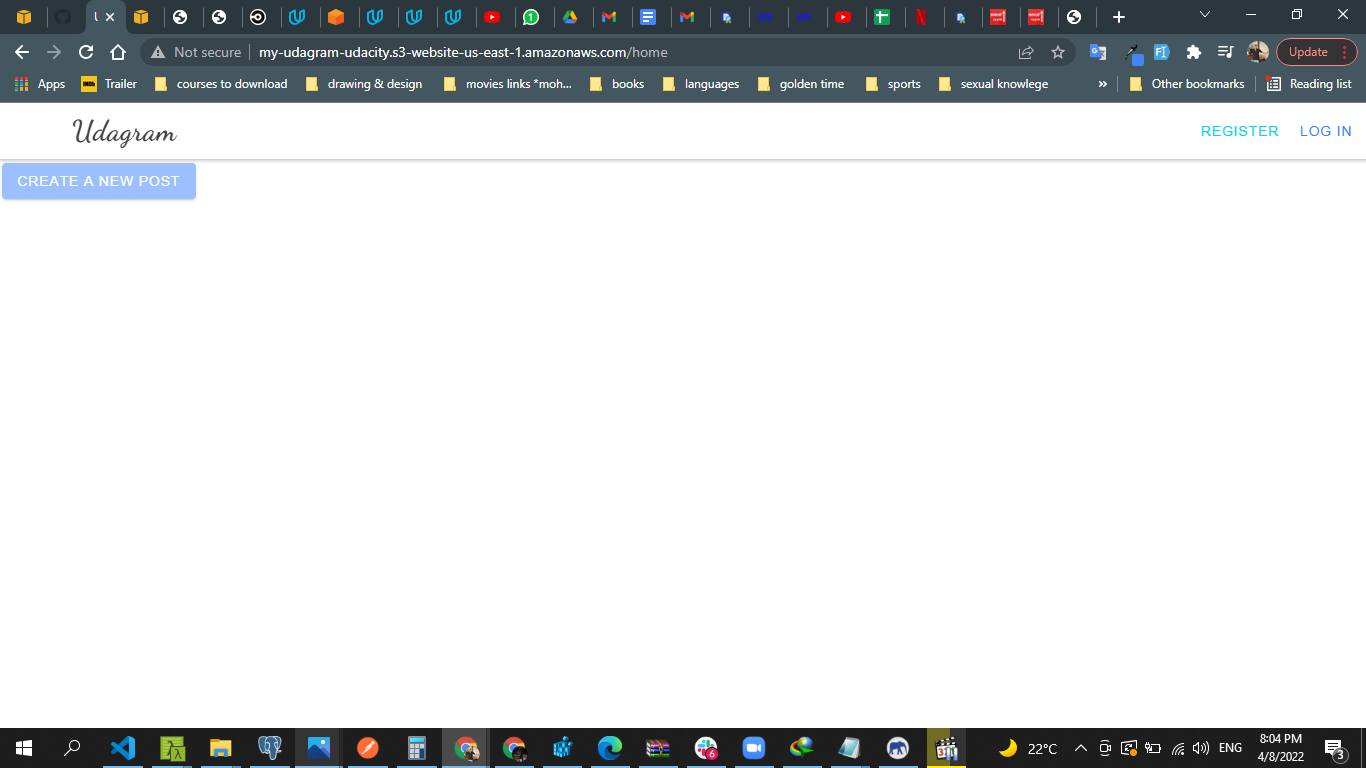 Not secure my-udagram-udacity.s3-website-us-east-1.amazonaws.com/home Update
Apps Trailer courses to download drawing & design movies links *moh... books languages golden time sports sexual knowlege » Other bookmarks Reading list
Udagram REGISTER LOG IN
CREATE A NEW POST
22°C ENG 8:04 PM
4/8/2022 3